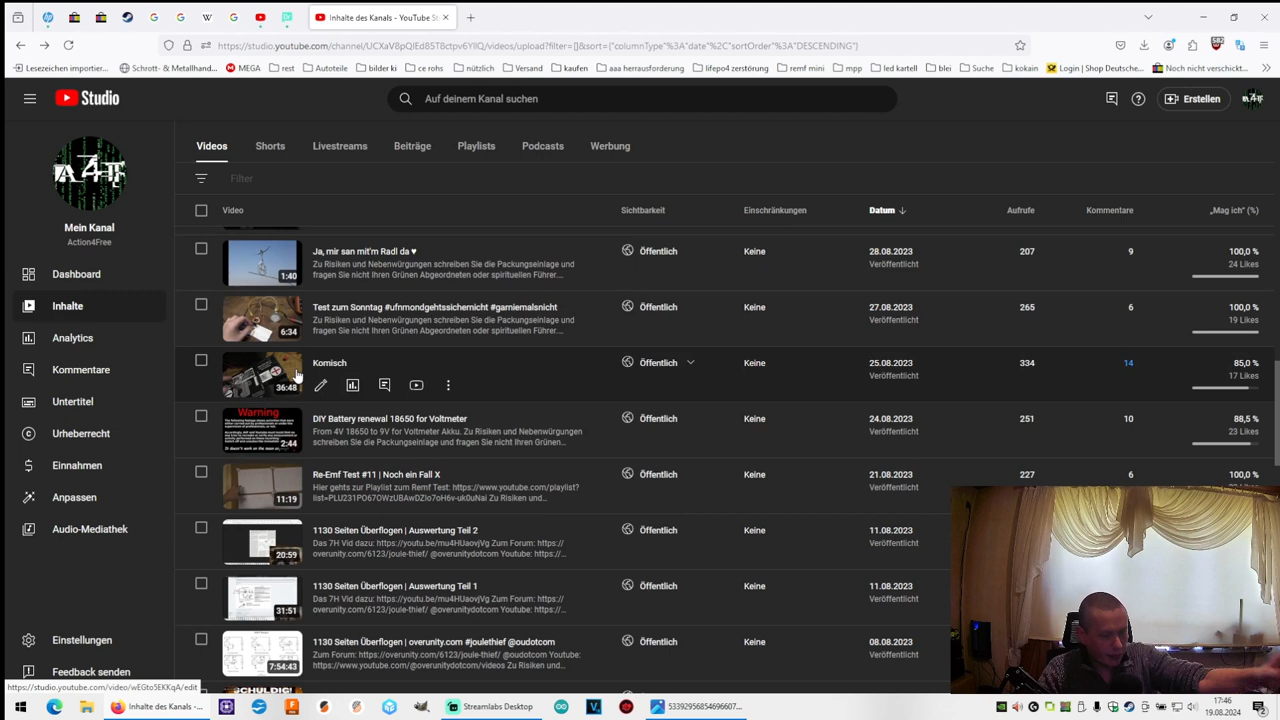 Inhalte des Kanals - YouTube St
https://studio.youtube.com/channel/UCXaV8pQIEd85T8ctpv6YlIQ/videos/upload?filter=[]&sort={"columnType"%3A"date"%2C"sortOrder"%3A"DESCENDING"}
Lesezeichen importier...
Schrott- & Metallhand...
MEGA
rest
Autoteile
bilder ki
ce rohs
nützlich
Versand
kaufen
aaa herrausforderung
lifepo4 zerstörung
remf mini
mpp
led kartell
blei
Suche
kokain
Login | Shop Deutsche...
Noch nicht verschickt...
Studio
Auf deinem Kanal suchen
Erstellen
A4F
Mein Kanal
Action4Free
Dashboard
Inhalte
Analytics
Kommentare
Untertitel
Urheberrecht
Einnahmen
Anpassen
Audio-Mediathek
Einstellungen
Feedback senden
Videos Shorts Livestreams Beiträge Playlists Podcasts Werbung
Filter
Video Sichtbarkeit Einschränkungen Datum Aufrufe Kommentare „Mag ich“ (%)
1:40
Ja, mir san mit'm Radl da ♥ Öffentlich Keine 28.08.2023 207 9 100,0 %
Zu Risiken und Nebenwürungen schreiben Sie die Packungseinlage und Veröffentlicht 24 Likes
fragen Sie nicht Ihren Grünen Abgeordneten oder spirituellen Führer...
6:34
Test zum Sonntag #ufnmondgehtssichernicht #garniemalsnicht Öffentlich Keine 27.08.2023 265 6 100,0 %
Zu Risiken und Nebenwürungen schreiben Sie die Packungseinlage und Veröffentlicht 19 Likes
fragen Sie nicht Ihren Grünen Abgeordneten oder spirituellen Führer...
36:48
Komisch Öffentlich Keine 25.08.2023 334 14 85,0 %
Veröffentlicht 17 Likes
Warning
2:44
DIY Battery renewal 18650 for Voltmeter Öffentlich Keine 24.08.2023 251 10 88,5 %
From 4V 18650 to 9V for Voltmeter Akku. Zu Risiken und Nebenwürungen Veröffentlicht 23 Likes
schreiben Sie die Packungseinlage und fragen Sie nicht Ihren Grünen...
11:19
Re-Emf Test #11 | Noch ein Fall X Öffentlich Keine 21.08.2023 227 6 100,0 %
Hier gehts zur Playlist zum Remf Test: https://www.youtube.com/playlist? Veröffentlicht
list=PLU231PO67OWzUBAwDZlo7oH6v-uk0uNai Zu Risiken und...
20:59
1130 Seiten Überflogen | Auswertung Teil 2 Öffentlich Keine 11.08.2023
Das 7H Vid dazu: https://youtu.be/mu4HUaovjVg Zum Forum: https:// Veröffentlicht
overunity.com/6123/joule-thief/ @overunitydotcom Youtube: https:/...
31:51
1130 Seiten Überflogen | Auswertung Teil 1 Öffentlich Keine 11.08.2023
Das 7H Vid dazu: https://youtu.be/mu4HUaovjVg Zum Forum: https:// Veröffentlicht
overunity.com/6123/joule-thief/ @overunitydotcom Youtube: https:/...
7:54:43
1130 Seiten Überflogen | overunity.com #joulethief @oudotcom Öffentlich Keine 08.08.2023
Zum Forum: https://overunity.com/6123/joule-thief/ Youtube: Veröffentlicht
https://www.youtube.com/@overunitydotcom/videos Zu Risiken und...
SCHULDIG!
https://studio.youtube.com/video/wEGto5EKKqA/edit
Inhalte des Kanals -...
Streamlabs Desktop
53392956854696607...
17:46
19.08.2024